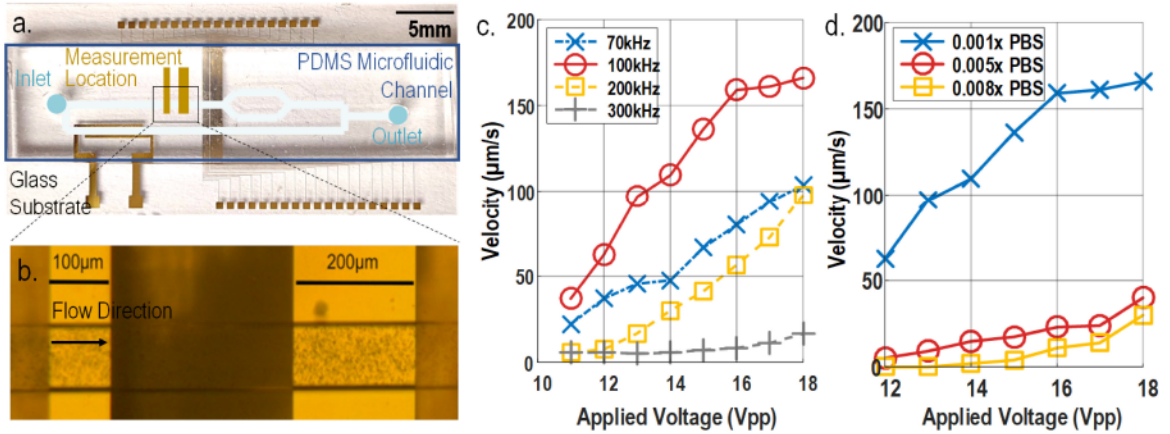 a.
5mm
Measurement
Location
PDMS Microfluidic
Channel
Inlet
Outlet
Glass
Substrate
b.
100µm
200µm
Flow Direction
c.
200
150
100
50
0
10
12
14
16
18
Velocity (µm/s)
Applied Voltage (Vpp)
70kHz
100kHz
200kHz
300kHz
d.
200
150
100
50
0
12
14
16
18
Velocity (µm/s)
Applied Voltage (Vpp)
0.001x PBS
0.005x PBS
0.008x PBS